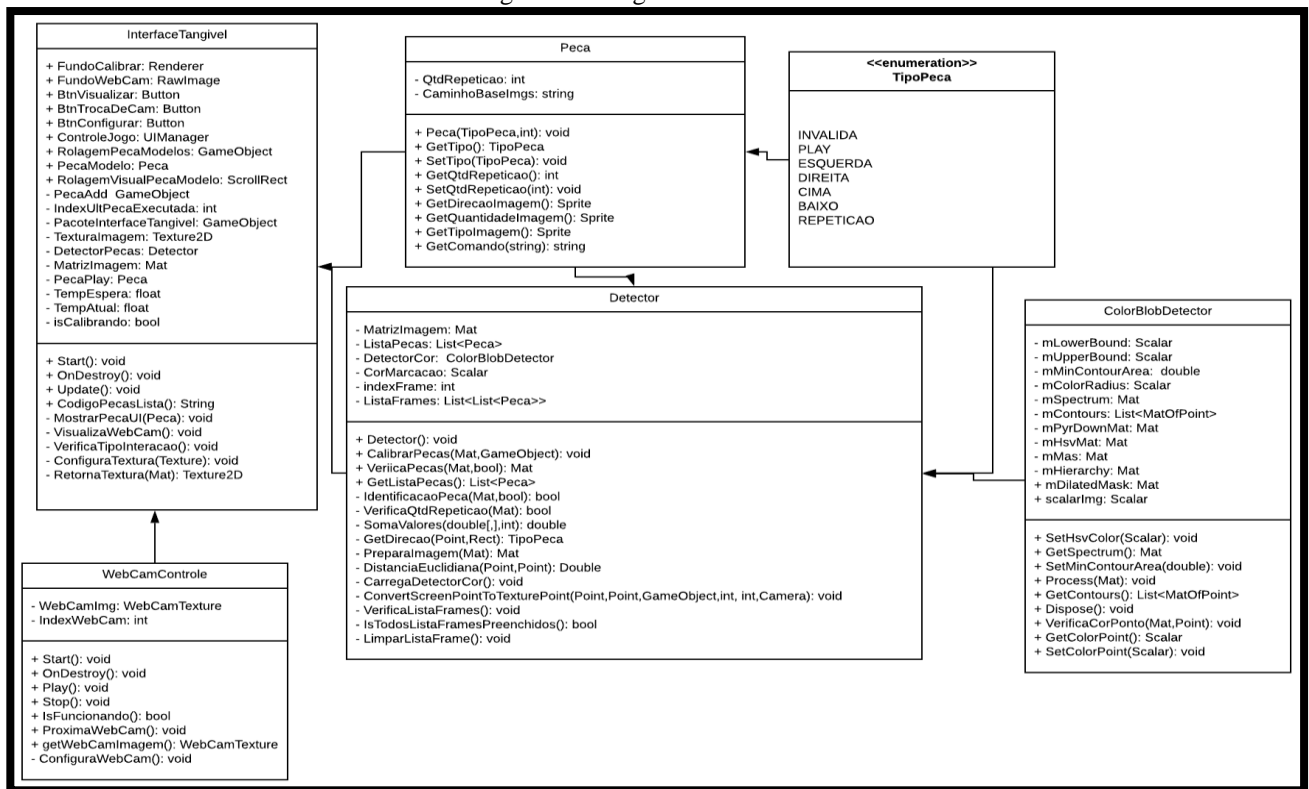 InterfaceTangivel
+ FundoCalibrar: Renderer
+ FundoWebCam: RawImage
+ BtnVisualizar: Button
+ BtnTrocaDeCam: Button
+ BtnConfigurar: Button
+ ControleJogo: UIManager
+ RolagemPecaModelos: GameObject
+ PecaModelo: Peca
+ RolagemVisualPecaModelo: ScrollRect
- PecaAdd GameObject
- IndexUltPecaExecutada: int
- PacoteInterfaceTangivel: GameObject
- TexturaImagem: Texture2D
- DetectorPecas: Detector
- MatrizImagem: Mat
- PecaPlay: Peca
- TempEspera: float
- TempAtual: float
- isCalibrando: bool
+ Start(): void
+ OnDestroy(): void
+ Update(): void
+ CodigoPecasLista(): String
- MostrarPecaUI(Peca): void
- VisualizaWebCam(): void
- VerificaTipoInteracao(): void
- ConfiguraTextura(Texture): void
- RetornaTextura(Mat): Texture2D
Peca
- QtdRepeticao: int
- CaminhoBaseImgs: string
+ Peca(TipoPeca,int): void
+ GetTipo(): TipoPeca
+ SetTipo(TipoPeca): void
+ GetQtdRepeticao(): int
+ SetQtdRepeticao(int): void
+ GetDirecaoImagem(): Sprite
+ GetQuantidadeImagem(): Sprite
+ GetTipoImagem(): Sprite
+ GetComando(string): string
<<enumeration>>
TipoPeca
INVALIDA
PLAY
ESQUERDA
DIREITA
CIMA
BAIXO
REPETICAO
Detector
- MatrizImagem: Mat
- ListaPecas: List<Peca>
- DetectorCor: ColorBlobDetector
- CorMarcacao: Scalar
- indexFrame: int
- ListaFrames: List<List<Peca>>
+ Detector(): void
+ CalibrarPecas(Mat,GameObject): void
+ VeriicaPecas(Mat,bool): Mat
+ GetListaPecas(): List<Peca>
- IdentificacaoPeca(Mat,bool): bool
- VerificaQtdRepeticao(Mat): bool
- SomaValores(double[,],int): double
- GetDirecao(Point,Rect): TipoPeca
- PreparaImagem(Mat): Mat
- DistanciaEuclidiana(Point,Point): Double
- CarregaDetectorCor(): void
- ConvertScreenPointToTexturePoint(Point,Point,GameObject,int, int,Camera): void
- VerificaListaFrames(): void
- IsTodosListaFramesPreenchidos(): bool
- LimparListaFrame(): void
ColorBlobDetector
- mLowerBound: Scalar
- mUpperBound: Scalar
- mMinContourArea: double
- mColorRadius: Scalar
- mSpectrum: Mat
- mContours: List<MatOfPoint>
- mPyrDownMat: Mat
- mHsvMat: Mat
- mMas: Mat
- mHierarchy: Mat
+ mDilatedMask: Mat
+ scalarImg: Scalar
+ SetHsvColor(Scalar): void
+ GetSpectrum(): Mat
+ SetMinContourArea(double): void
+ Process(Mat): void
+ GetContours(): List<MatOfPoint>
+ Dispose(): void
+ VerificaCorPonto(Mat,Point): void
+ GetColorPoint(): Scalar
+ SetColorPoint(Scalar): void
WebCamControle
- WebCamImg: WebCamTexture
- IndexWebCam: int
+ Start(): void
+ OnDestroy(): void
+ Play(): void
+ Stop(): void
+ IsFuncionando(): bool
+ ProximaWebCam(): void
+ getWebCamImagem(): WebCamTexture
- ConfiguraWebCam(): void